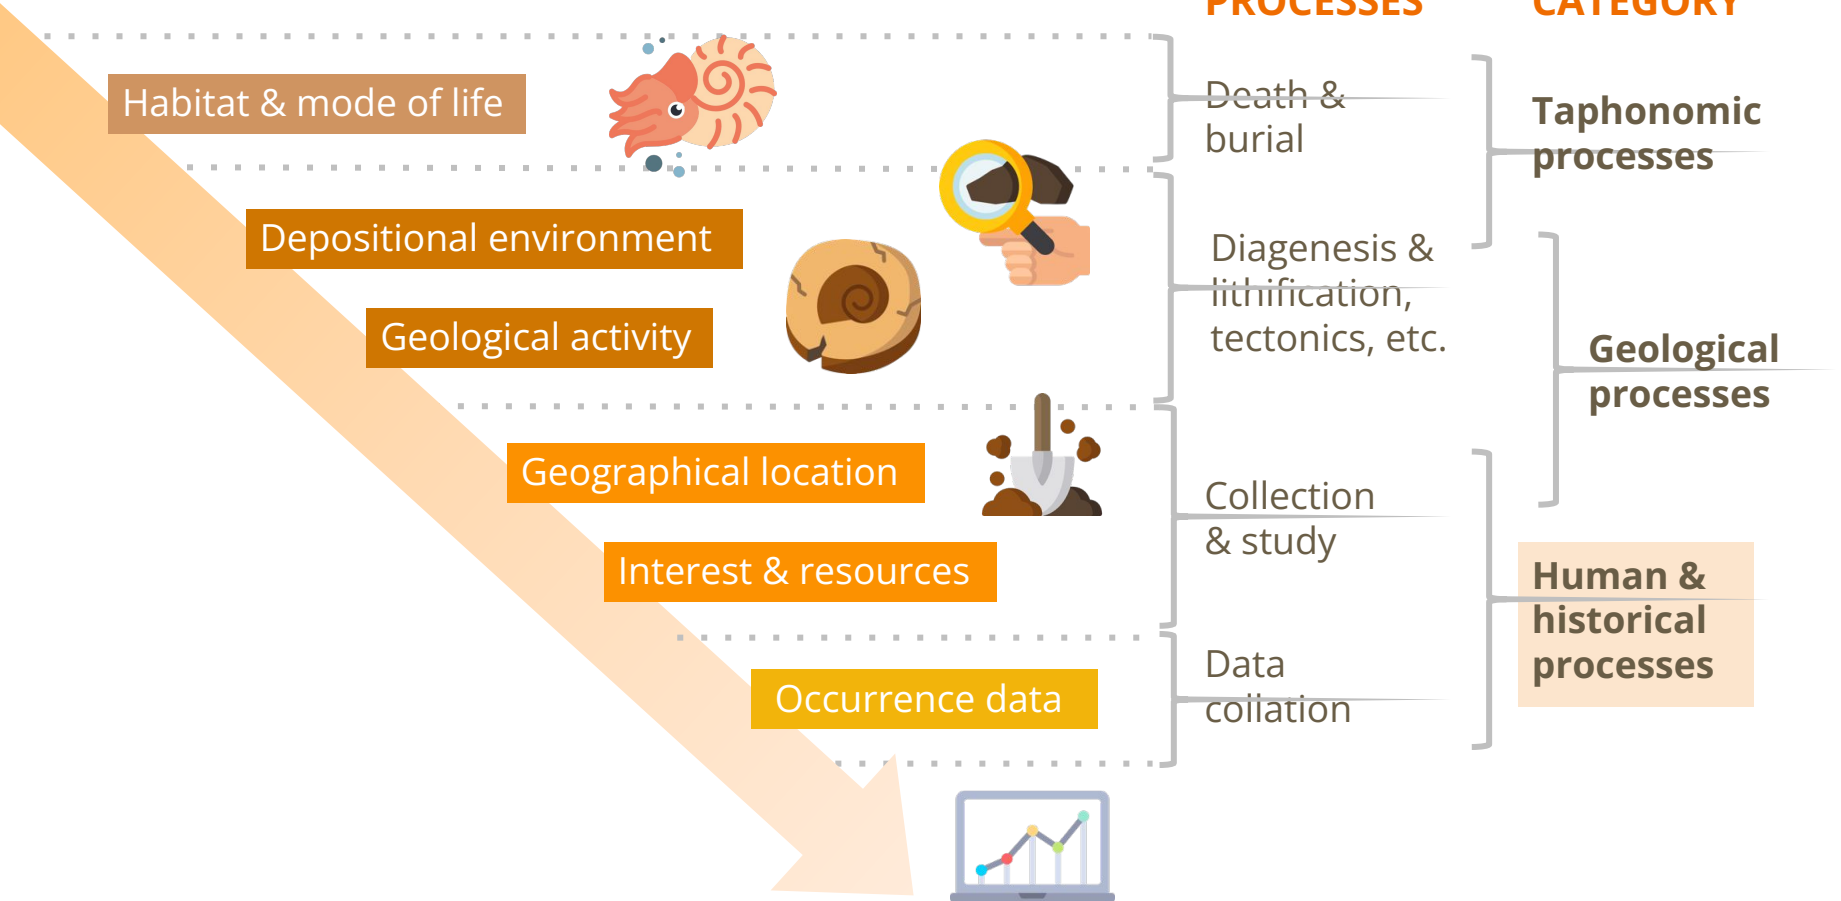 PROCESSES
CATEGORY
Habitat & mode of life
Death &
burial
Taphonomic
processes
Depositional environment
Diagenesis &
lithification,
tectonics, etc.
Geological activity
Geological
processes
Geographical location
Collection
& study
Interest & resources
Human &
historical
processes
Occurrence data
Data
collation